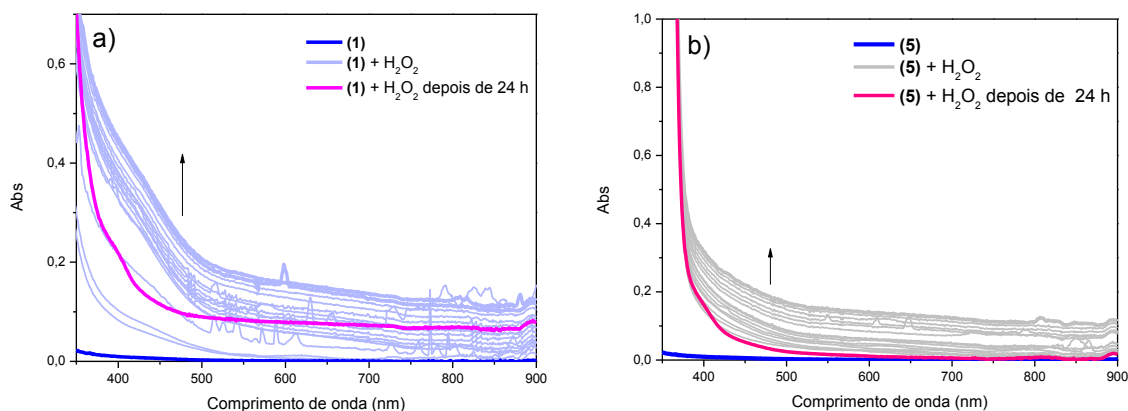 a)
(1)
(1) + H2O2
(1) + H2O2 depois de 24 h
0,6
0,4
0,2
0,0
Abs
400
500
600
700
800
900
Comprimento de onda (nm)
b)
(5)
(5) + H2O2
(5) + H2O2 depois de 24 h
1,0
0,8
0,6
0,4
0,2
0,0
Abs
400
500
600
700
800
900
Comprimento de onda (nm)